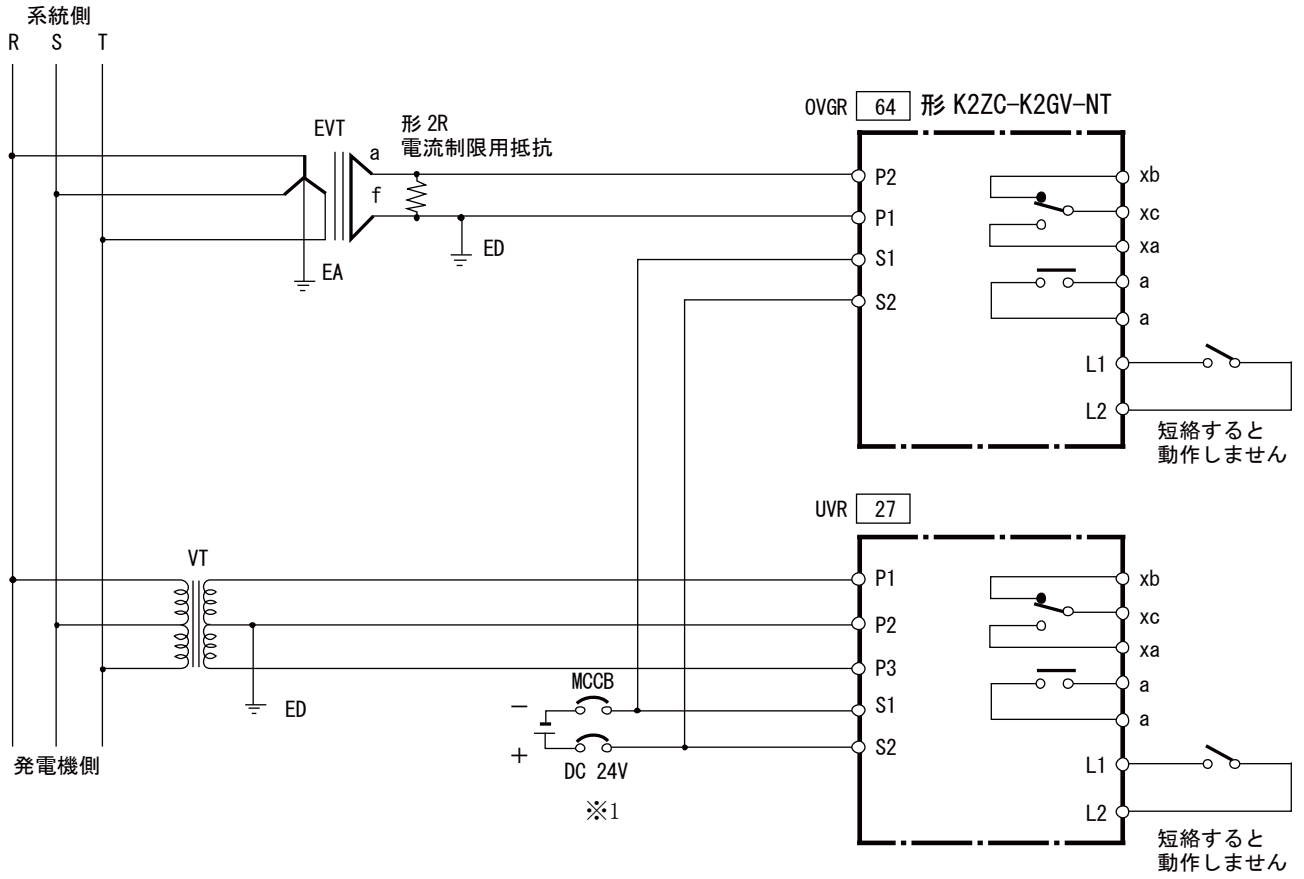 系統側
R S T
OVGR 64 形 K2ZC-K2GV-NT
EVT
形 2R
電流制限用抵抗
a
f
EA
ED
P2
P1
S1
S2
xb
xc
xa
a
a
L1
L2
短絡すると
動作しません
UVR 27
VT
ED
P1
P2
P3
S1
S2
MCCB
−
+
DC 24V
※1
xb
xc
xa
a
a
L1
L2
短絡すると
動作しません
発電機側